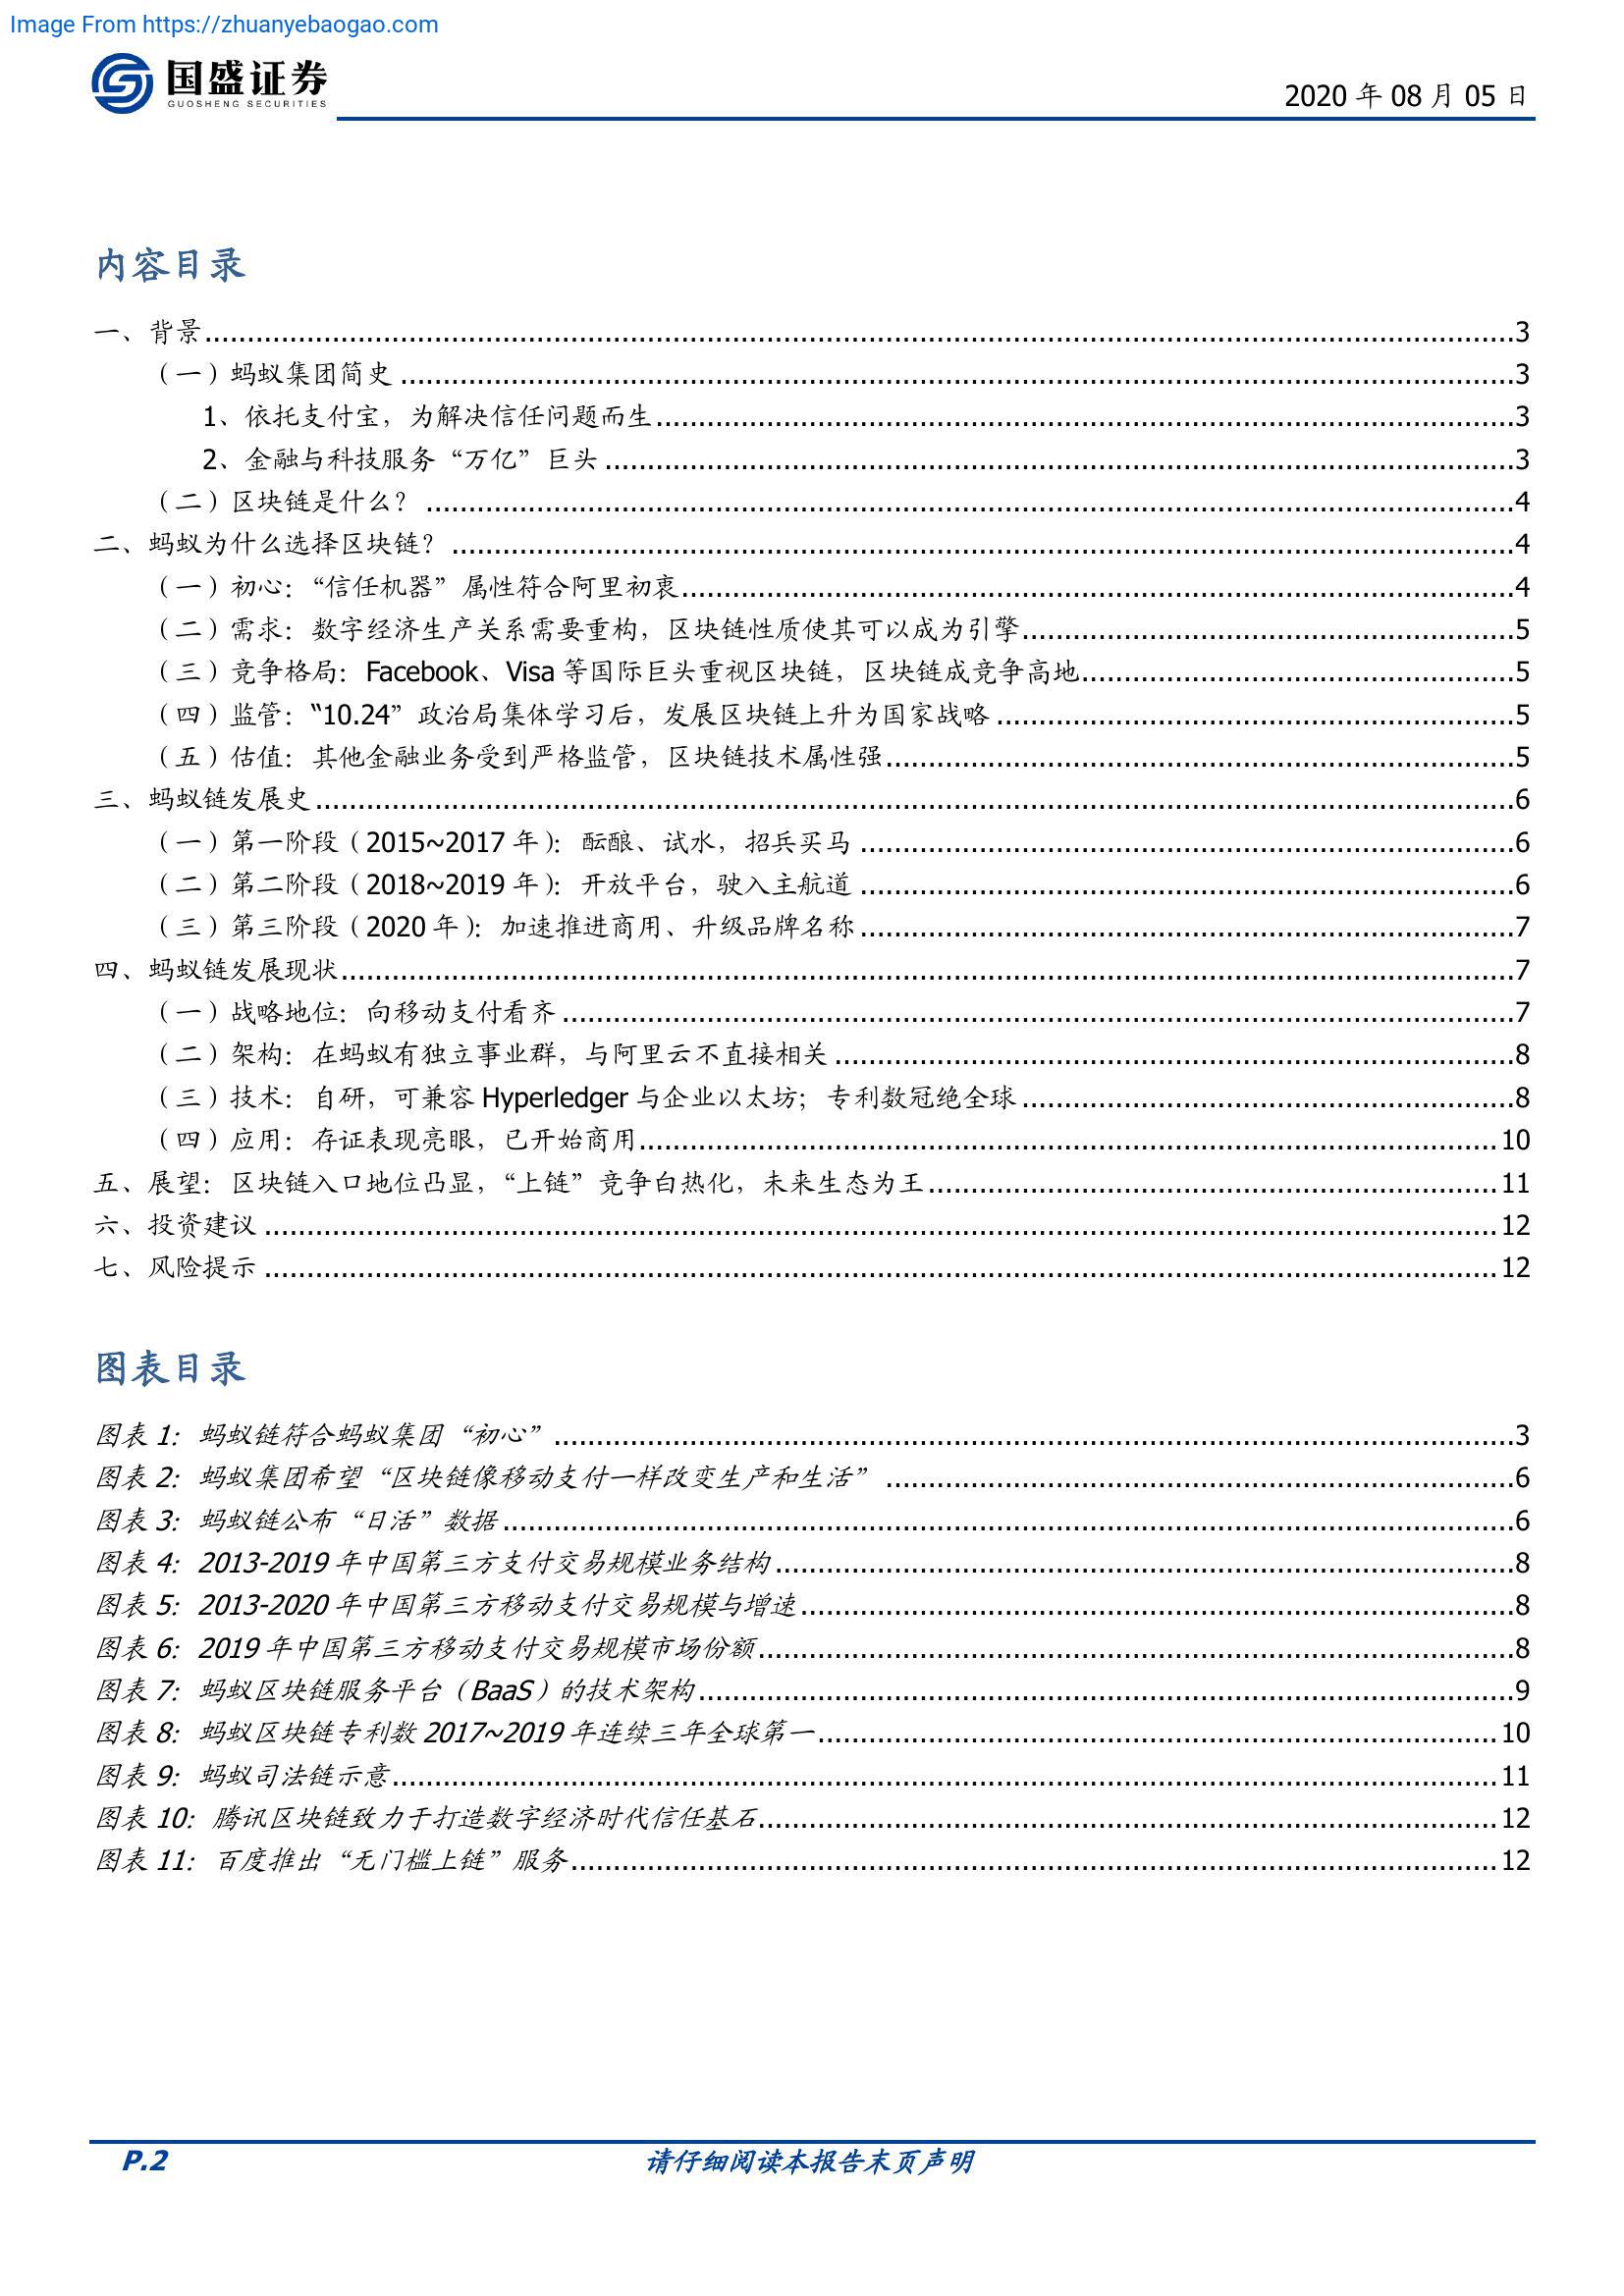 Image From https://zhuanyebaogao.com
国盛证券
GUOSHENG SECURITIES
2020 年 08 月 05 日
内容目录
一、背景........................................3
（一）蚂蚁集团简史........................................3
1、依托支付宝，为解决信任问题而生........................................3
2、金融与科技服务“万亿”巨头........................................3
（二）区块链是什么？........................................4
二、蚂蚁为什么选择区块链？........................................4
（一）初心：“信任机器”属性符合阿里初衷........................................4
（二）需求：数字经济生产关系需要重构，区块链性质使其可以成为引擎........................................5
（三）竞争格局：Facebook、Visa 等国际巨头重视区块链，区块链成竞争高地........................................5
（四）监管：“10.24”政治局集体学习后，发展区块链上升为国家战略........................................5
（五）估值：其他金融业务受到严格监管，区块链技术属性强........................................5
三、蚂蚁链发展史........................................6
（一）第一阶段（2015~2017 年）：酝酿、试水，招兵买马........................................6
（二）第二阶段（2018~2019 年）：开放平台，驶入主航道........................................6
（三）第三阶段（2020 年）：加速推进商用、升级品牌名称........................................7
四、蚂蚁链发展现状........................................7
（一）战略地位：向移动支付看齐........................................7
（二）架构：在蚂蚁有独立事业群，与阿里云不直接相关........................................8
（三）技术：自研，可兼容 Hyperledger 与企业以太坊；专利数冠绝全球........................................8
（四）应用：存证表现亮眼，已开始商用........................................10
五、展望：区块链入口地位凸显，“上链”竞争白热化，未来生态为王........................................11
六、投资建议........................................12
七、风险提示........................................12
图表目录
图表 1：蚂蚁链符合蚂蚁集团“初心”........................................3
图表 2：蚂蚁集团希望“区块链像移动支付一样改变生产和生活”........................................6
图表 3：蚂蚁链公布“日活”数据........................................6
图表 4：2013-2019 年中国第三方支付交易规模业务结构........................................8
图表 5：2013-2020 年中国第三方移动支付交易规模与增速........................................8
图表 6：2019 年中国第三方移动支付交易规模市场份额........................................8
图表 7：蚂蚁区块链服务平台（BaaS）的技术架构........................................9
图表 8：蚂蚁区块链专利数 2017~2019 年连续三年全球第一........................................10
图表 9：蚂蚁司法链示意........................................11
图表 10：腾讯区块链致力于打造数字经济时代信任基石........................................12
图表 11：百度推出“无门槛上链”服务........................................12
P.2
请仔细阅读本报告末页声明